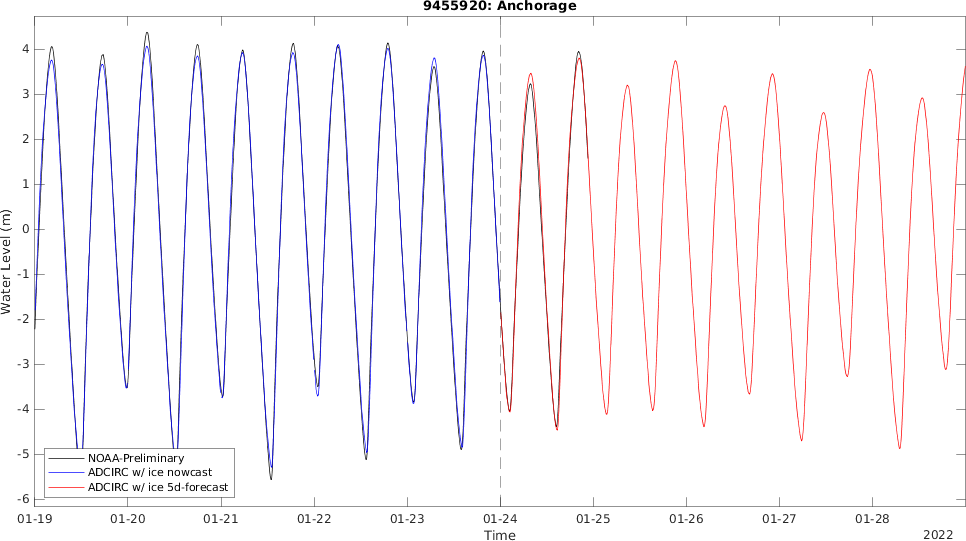 9455920: Anchorage
4
3
2
1
0
-1
-2
-3
-4
-5
-6
Water Level (m)
NOAA-Preliminary
ADCIRC w/ ice nowcast
ADCIRC w/ ice 5d-forecast
01-19 01-20 01-21 01-22 01-23 01-24 01-25 01-26 01-27 01-28
Time
2022